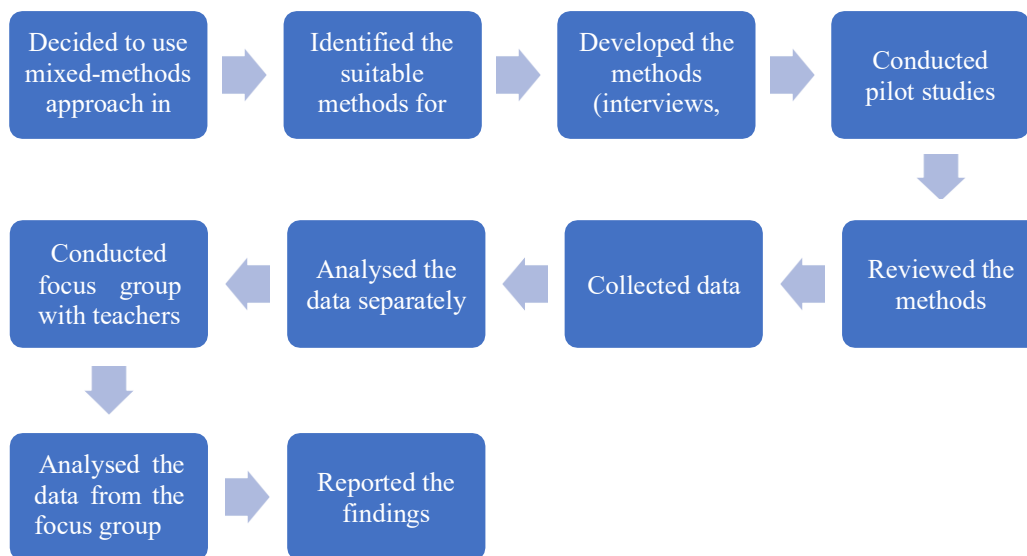 Decided to use
mixed-methods
approach in
Identified the
suitable
methods for
Developed the
methods
(interviews,
Conducted
pilot studies
Reviewed the
methods
Collected data
Analysed the
data separately
Conducted
focus group
with teachers
Analysed the
data from the
focus group
Reported the
findings